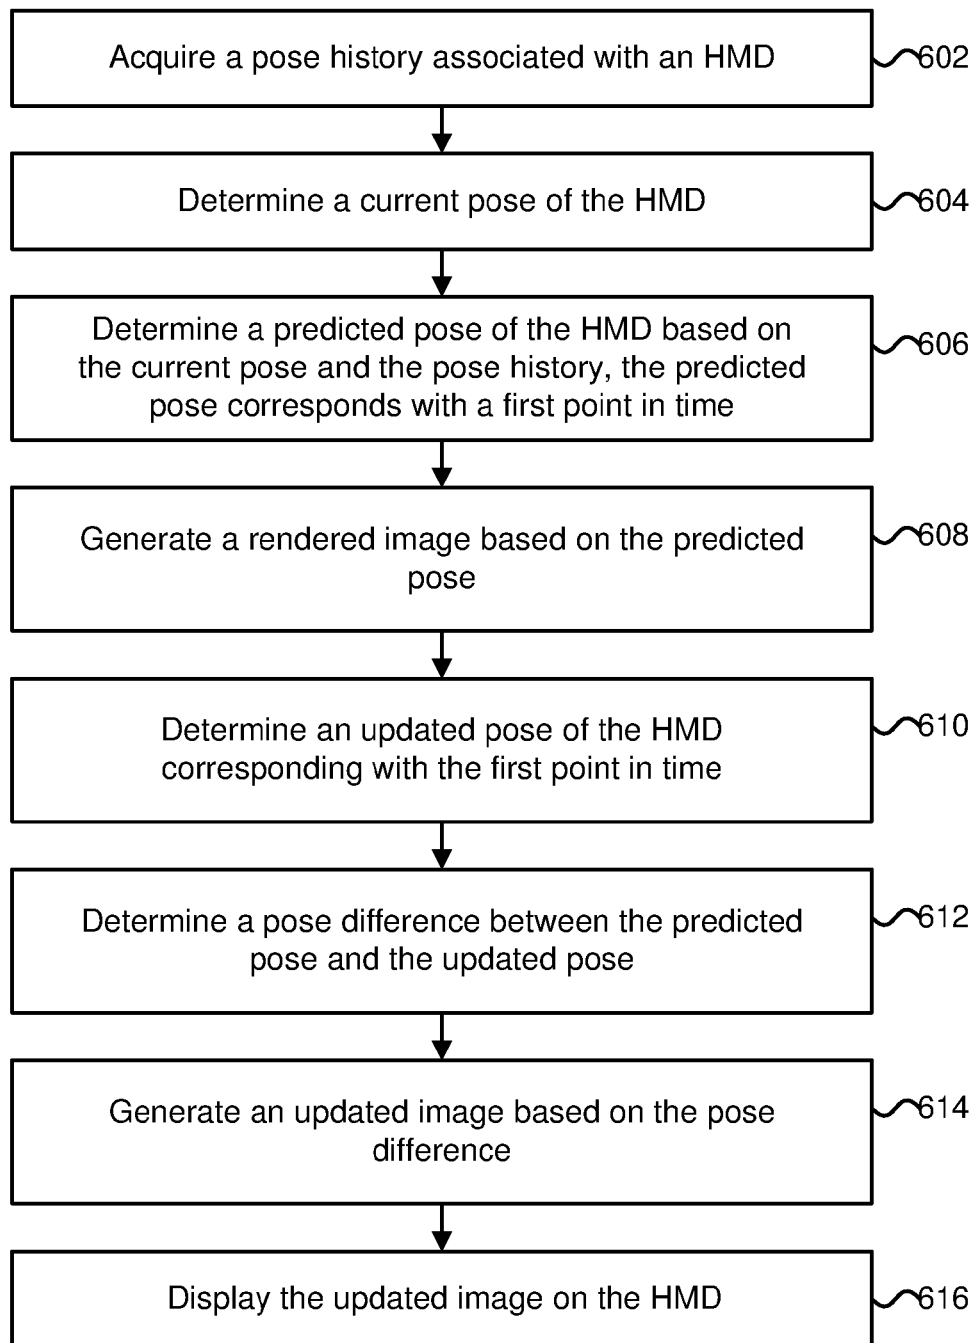 Acquire a pose history associated with an HMD
602
Determine a current pose of the HMD
604
Determine a predicted pose of the HMD based on
the current pose and the pose history, the predicted
pose corresponds with a first point in time
606
Generate a rendered image based on the predicted
pose
608
Determine an updated pose of the HMD
corresponding with the first point in time
610
Determine a pose difference between the predicted
pose and the updated pose
612
Generate an updated image based on the pose
difference
614
Display the updated image on the HMD
616